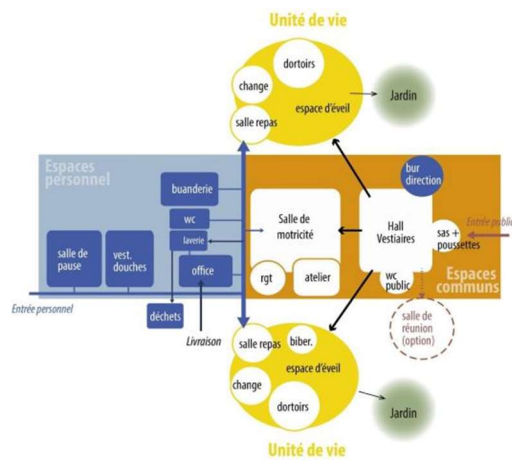 Unité de vie
dortoirs
change
espace d'éveil
salle repas
Jardin
Espaces
personnel
bur
direction
buanderie
wc
laverie
office
salle de
pause
vest.
douches
Salle de
motricité
Hall
Vestiaires
Entrée public
sas +
poussettes
Espaces
communs
rgt
atelier
wc
public
Entrée personnel
déchets
Livraison
salle de
réunion
(option)
salle repas
biber.
espace d'éveil
change
dortoirs
Jardin
Unité de vie